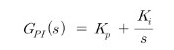 G_{PI}(s) = K_p + \frac{K_i}{s}